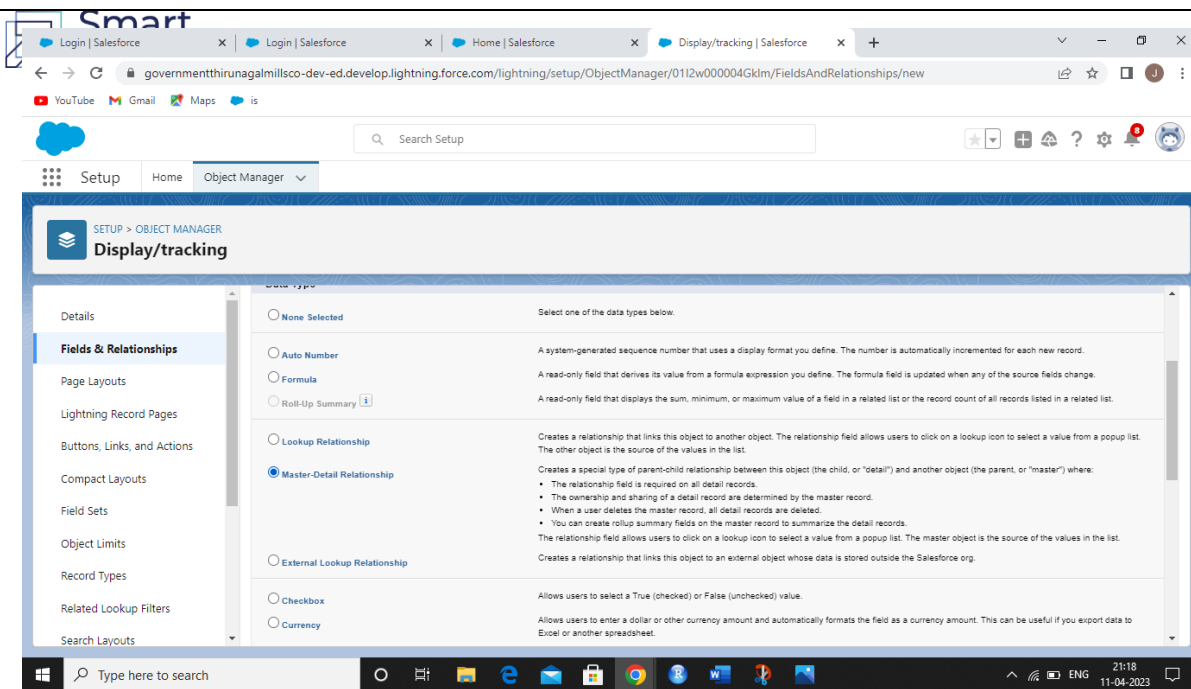 Smart
Login | Salesforce
Login | Salesforce
Home | Salesforce
Display/tracking | Salesforce
governmentthirunagalmillsco-dev-ed.develop.lightning.force.com/lightning/setup/ObjectManager/01I2w000004GkIm/FieldsAndRelationships/new
J
YouTube
Gmail
Maps
is
Search Setup
8
Setup
Home
Object Manager
SETUP > OBJECT MANAGER
Display/tracking
Details
Fields & Relationships
Page Layouts
Lightning Record Pages
Buttons, Links, and Actions
Compact Layouts
Field Sets
Object Limits
Record Types
Related Lookup Filters
Search Layouts
Data Type
None Selected
Select one of the data types below.
Auto Number
A system-generated sequence number that uses a display format you define. The number is automatically incremented for each new record.
Formula
A read-only field that derives its value from a formula expression you define. The formula field is updated when any of the source fields change.
Roll-Up Summary i
A read-only field that displays the sum, minimum, or maximum value of a field in a related list or the record count of all records listed in a related list.
Lookup Relationship
Creates a relationship that links this object to another object. The relationship field allows users to click on a lookup icon to select a value from a popup list.
The other object is the source of the values in the list.
Master-Detail Relationship
Creates a special type of parent-child relationship between this object (the child, or "detail") and another object (the parent, or "master") where:
• The relationship field is required on all detail records.
• The ownership and sharing of a detail record are determined by the master record.
• When a user deletes the master record, all detail records are deleted.
• You can create rollup summary fields on the master record to summarize the detail records.
The relationship field allows users to click on a lookup icon to select a value from a popup list. The master object is the source of the values in the list.
External Lookup Relationship
Creates a relationship that links this object to an external object whose data is stored outside the Salesforce org.
Checkbox
Allows users to select a True (checked) or False (unchecked) value.
Currency
Allows users to enter a dollar or other currency amount and automatically formats the field as a currency amount. This can be useful if you export data to
Excel or another spreadsheet.
Type here to search
ENG
21:18
11-04-2023